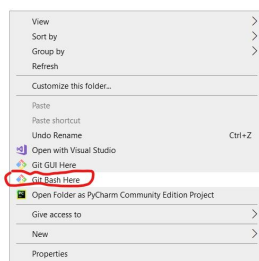 View
Sort by
Group by
Refresh
Customize this folder...
Paste
Paste shortcut
Undo Rename Ctrl+Z
Open with Visual Studio
Git GUI Here
Git Bash Here
Open Folder as PyCharm Community Edition Project
Give access to
New
Properties